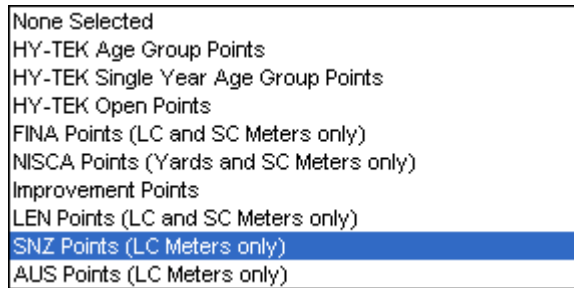 None Selected
HY-TEK Age Group Points
HY-TEK Single Year Age Group Points
HY-TEK Open Points
FINA Points (LC and SC Meters only)
NISCA Points (Yards and SC Meters only)
Improvement Points
LEN Points (LC and SC Meters only)
SNZ Points (LC Meters only)
AUS Points (LC Meters only)